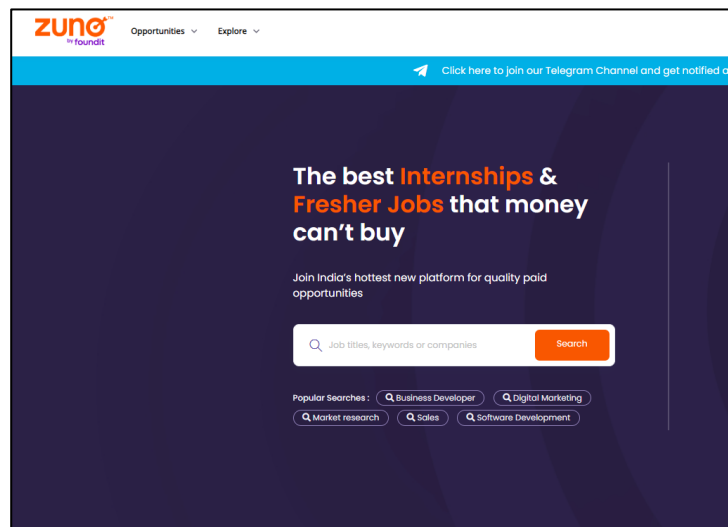 zuno™
by foundit
Opportunities
Explore
Click here to join our Telegram Channel and get notified a
The best Internships &
Fresher Jobs that money
can't buy
Join India's hottest new platform for quality paid
opportunities
Job titles, keywords or companies
Search
Popular Searches : Business Developer Digital Marketing
Market research Sales Software Development